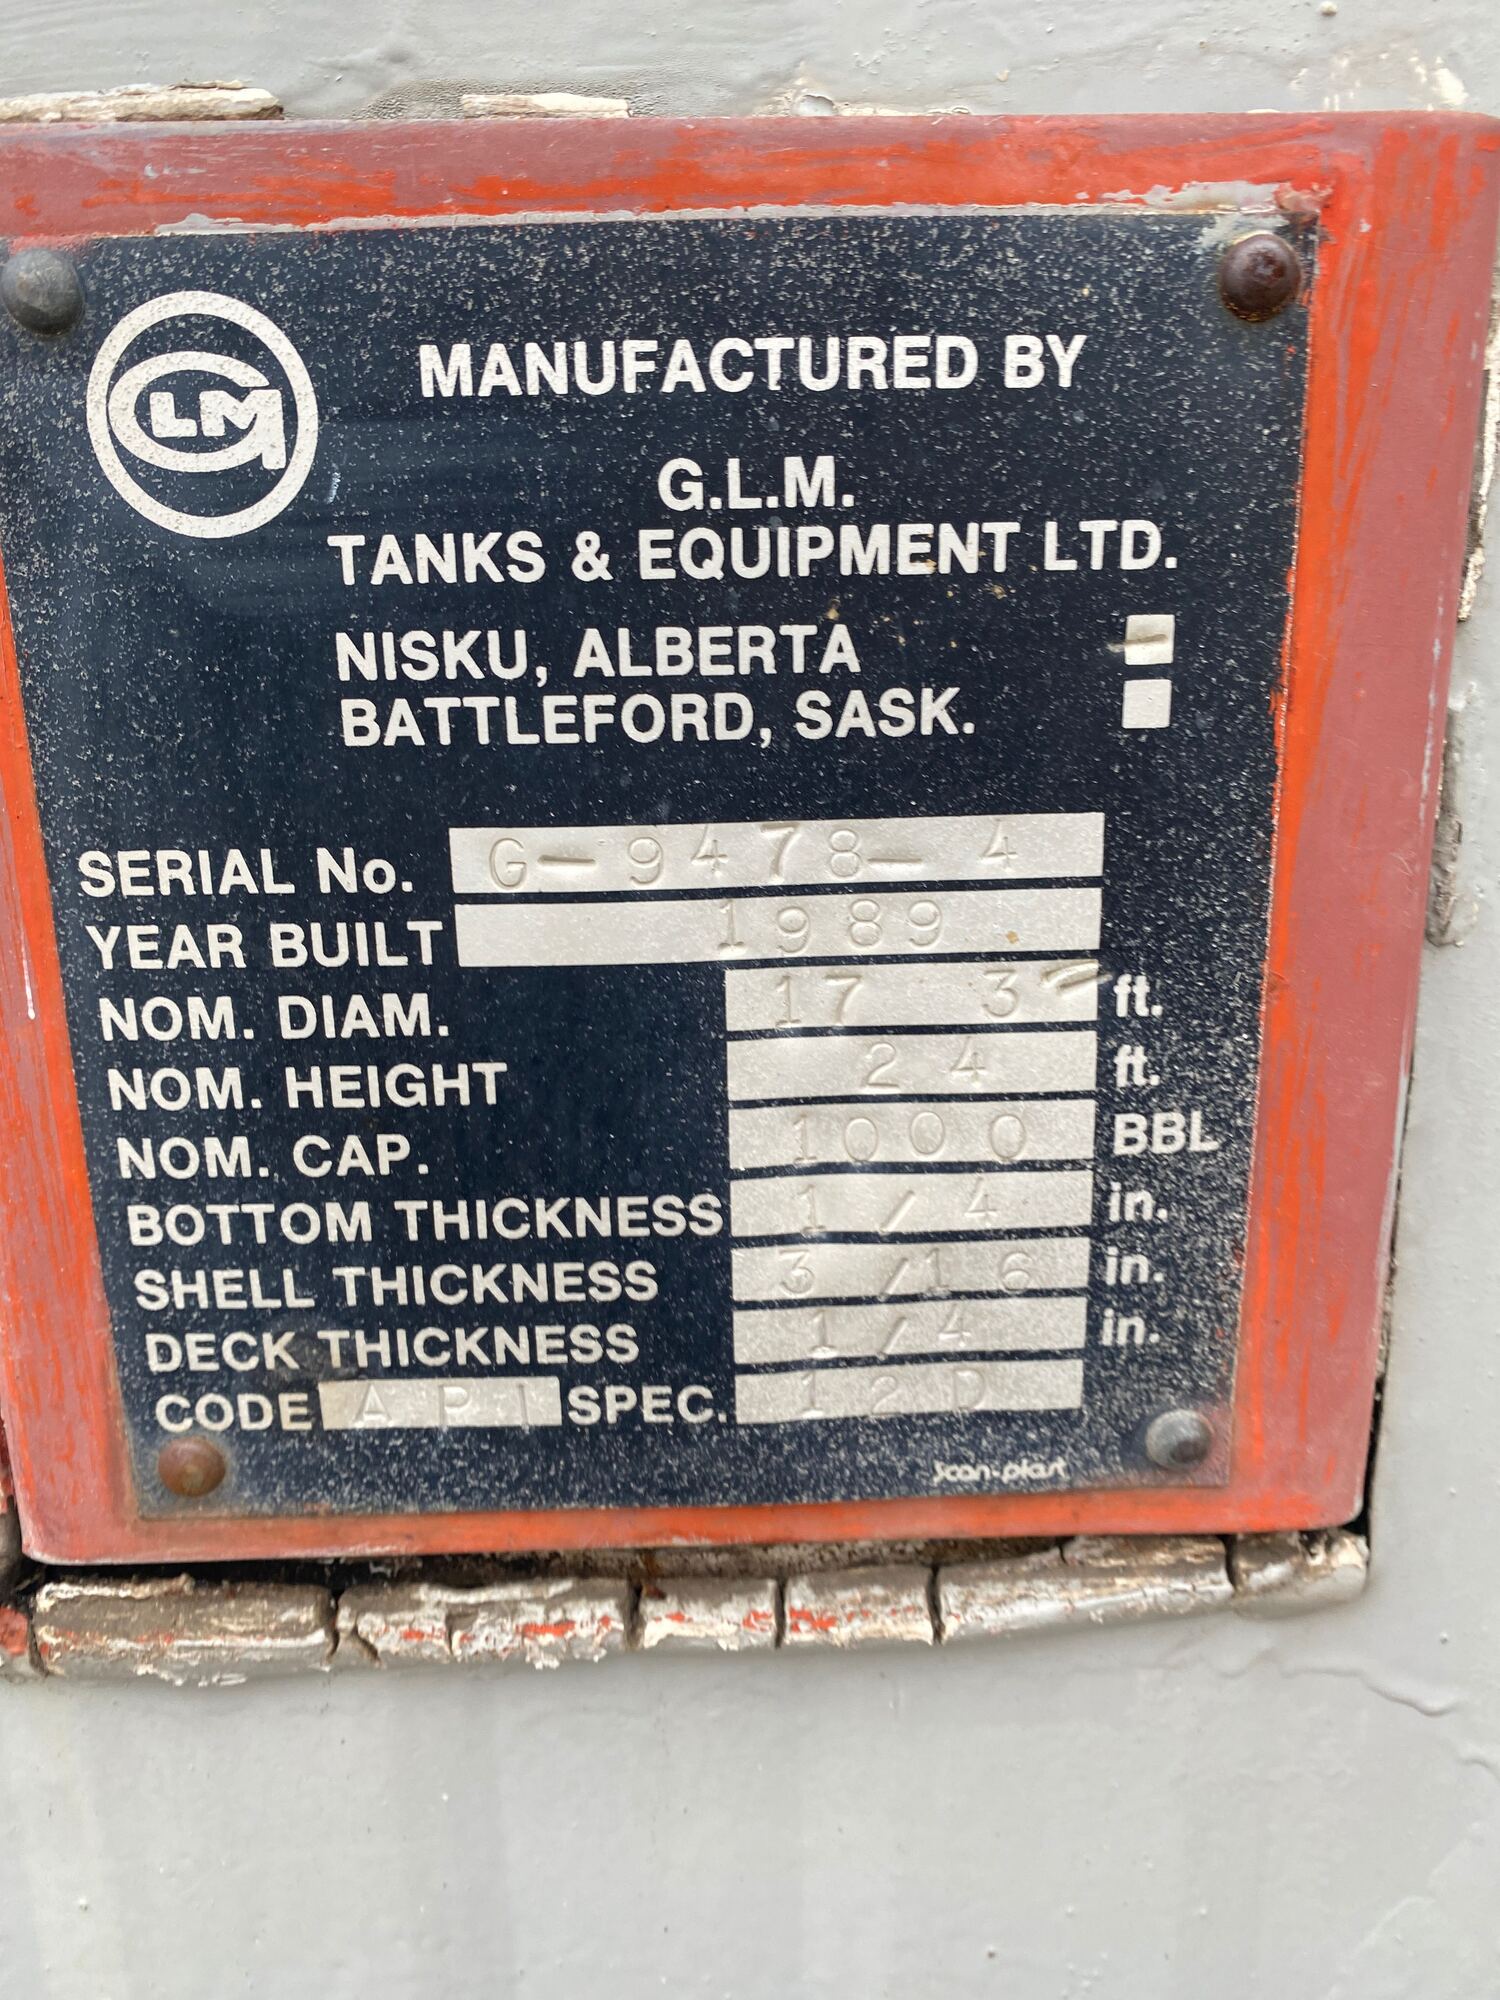 GLM
MANUFACTURED BY
G.L.M.
TANKS & EQUIPMENT LTD.
NISKU, ALBERTA
BATTLEFORD, SASK.
SERIAL No. G-9478-4
YEAR BUILT 1989
NOM. DIAM. 17 3 ft.
NOM. HEIGHT 24 ft.
NOM. CAP. 1000 BBL
BOTTOM THICKNESS 1/4 in.
SHELL THICKNESS 3/16 in.
DECK THICKNESS 1/4 in.
CODE API SPEC. 12D
Scan-plast